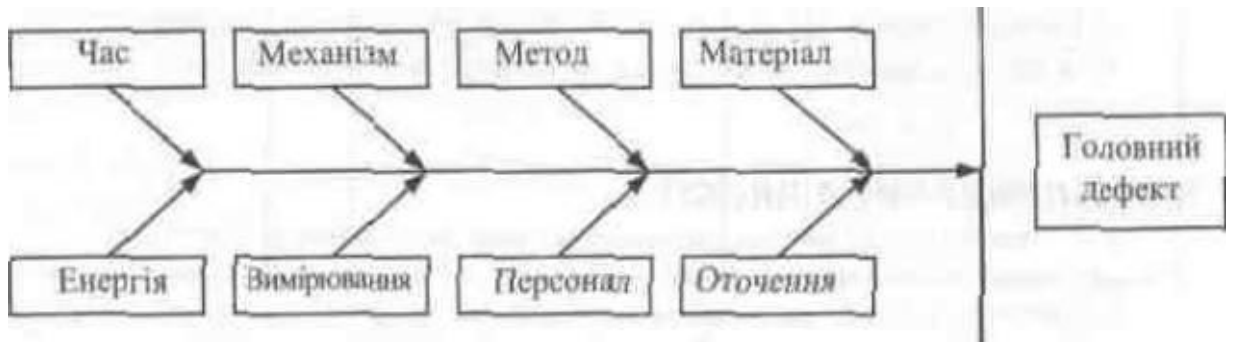 Час
Механізм
Метод
Матеріал
Головний
дефект
Енергія
Вимірювання
Персонал
Оточення